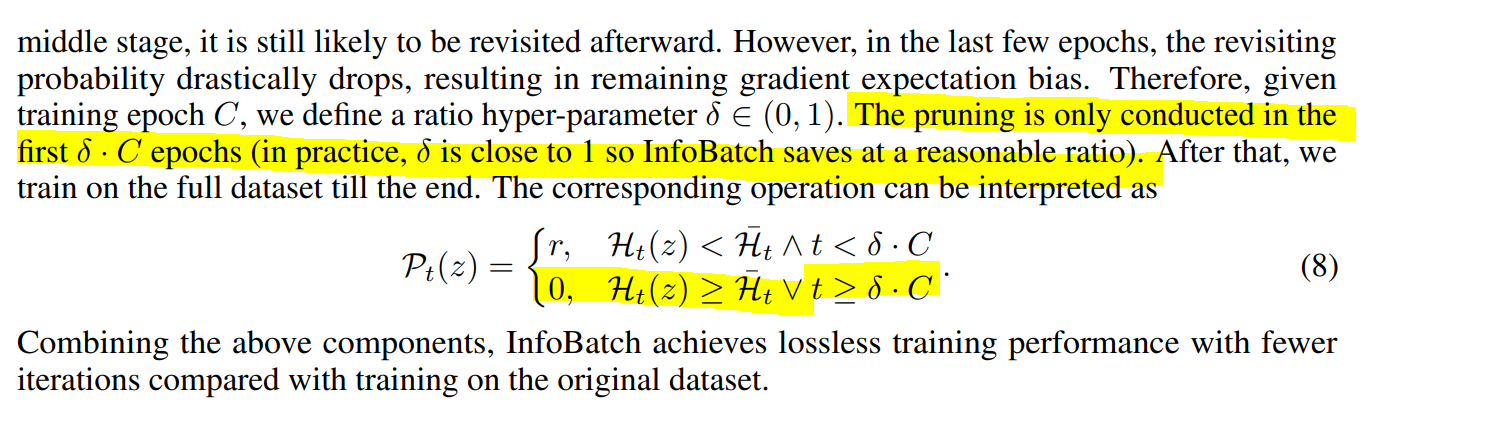 middle stage, it is still likely to be revisited afterward. However, in the last few epochs, the revisiting
probability drastically drops, resulting in remaining gradient expectation bias. Therefore, given
training epoch C, we define a ratio hyper-parameter δ ∈ (0, 1). The pruning is only conducted in the
first δ · C epochs (in practice, δ is close to 1 so InfoBatch saves at a reasonable ratio). After that, we
train on the full dataset till the end. The corresponding operation can be interpreted as
𝒫ₜ(z) = { r, ℋₜ(z) < ℋ̄ₜ ∧ t < δ · C
0, ℋₜ(z) ≥ ℋ̄ₜ ∨ t ≥ δ · C . (8)
Combining the above components, InfoBatch achieves lossless training performance with fewer
iterations compared with training on the original dataset.